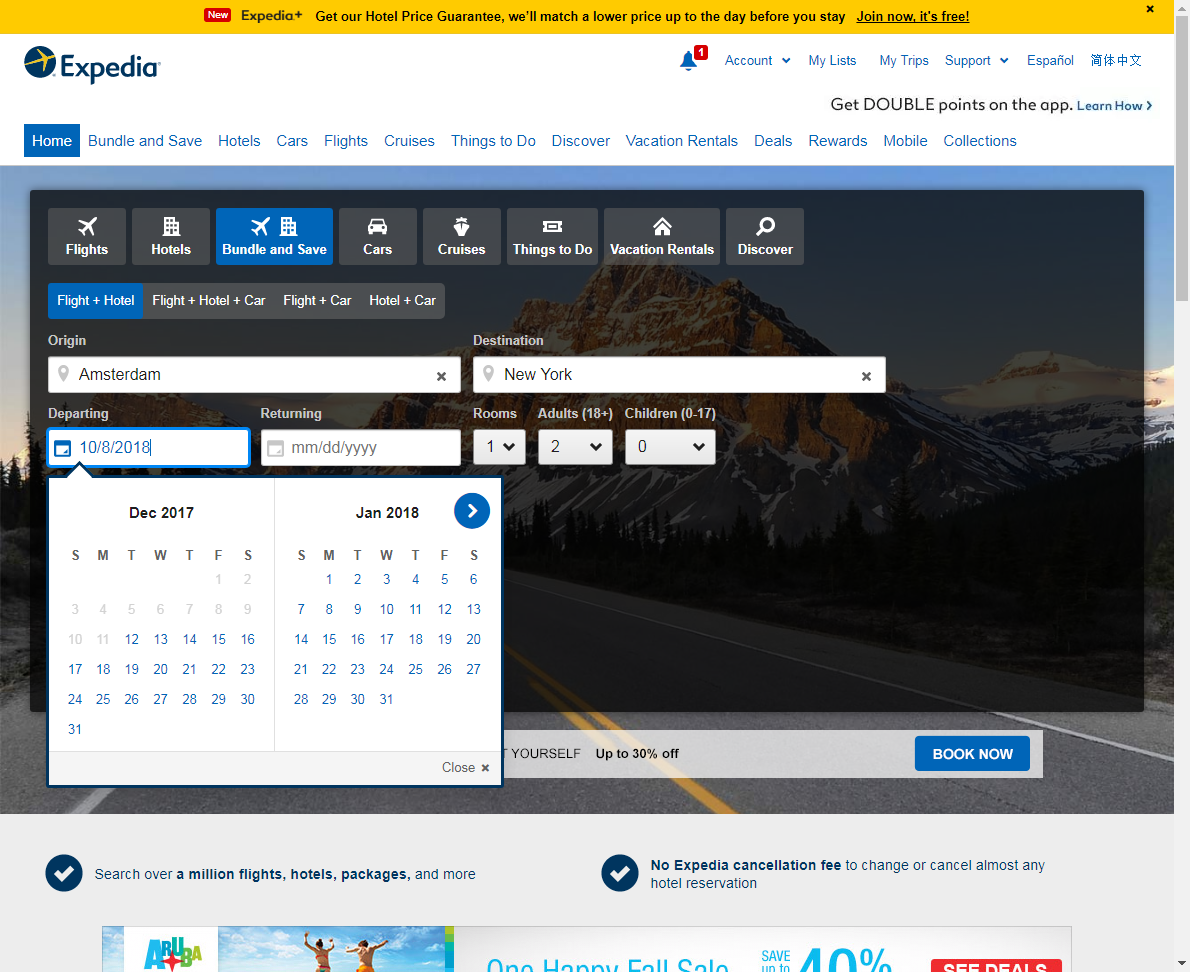 New Expedia+ Get our Hotel Price Guarantee, we'll match a lower price up to the day before you stay Join now, it's free!
Expedia
1 Account My Lists My Trips Support Español 简体中文
Get DOUBLE points on the app. Learn How
Home Bundle and Save Hotels Cars Flights Cruises Things to Do Discover Vacation Rentals Deals Rewards Mobile Collections
Flights Hotels Bundle and Save Cars Cruises Things to Do Vacation Rentals Discover
Flight + Hotel Flight + Hotel + Car Flight + Car Hotel + Car
Origin Destination
Amsterdam New York
Departing Returning Rooms Adults (18+) Children (0-17)
10/8/2018 mm/dd/yyyy 1 2 0
Dec 2017 Jan 2018
S M T W T F S S M T W T F S
1 2 1 2 3 4 5 6
3 4 5 6 7 8 9 7 8 9 10 11 12 13
10 11 12 13 14 15 16 14 15 16 17 18 19 20
17 18 19 20 21 22 23 21 22 23 24 25 26 27
24 25 26 27 28 29 30 28 29 30 31
31
YOURSELF Up to 30% off BOOK NOW
Close
Search over a million flights, hotels, packages, and more
No Expedia cancellation fee to change or cancel almost any
hotel reservation
ARUBA
One Happy Fall Sale SAVE up to 40% SEE DEALS